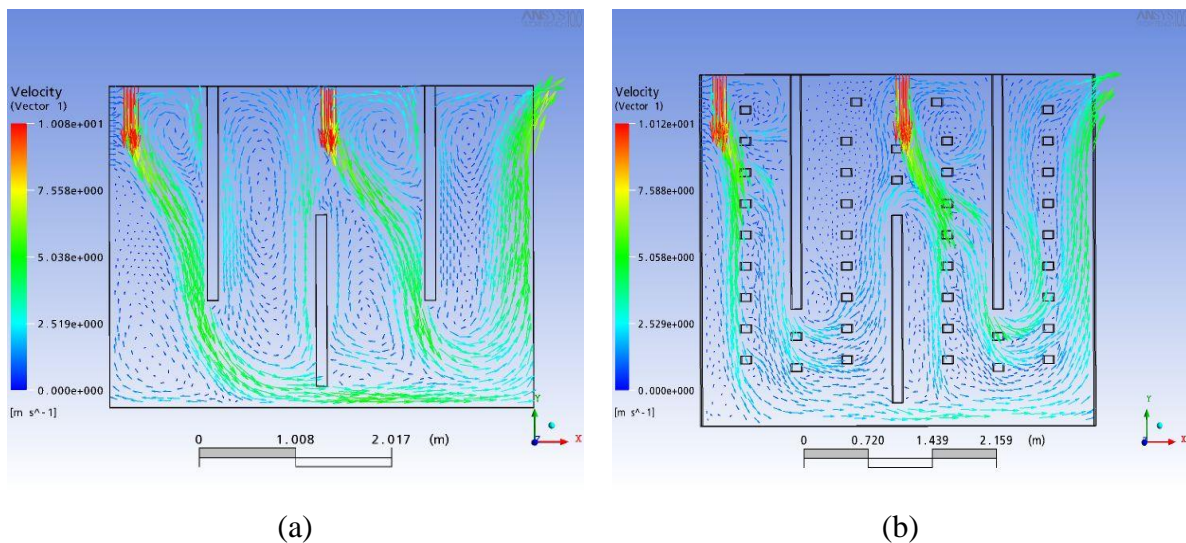 ANSYS
Velocity
(Vector 1)
1.008e+001
7.558e+000
5.038e+000
2.519e+000
0.000e+000
[m s^-1]
0 1.008 2.017 (m)
Y
X
Z
(a)
ANSYS
Velocity
(Vector 1)
1.012e+001
7.588e+000
5.058e+000
2.529e+000
0.000e+000
[m s^-1]
0 0.720 1.439 2.159 (m)
Y
X
Z
(b)